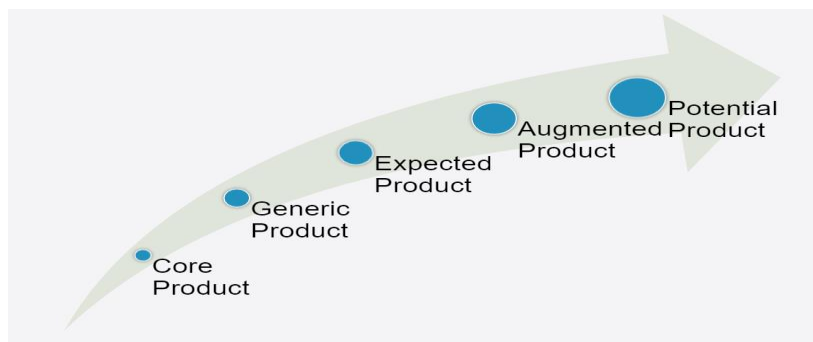 Core
Product
Generic
Product
Expected
Product
Augmented
Product
Potential
Product